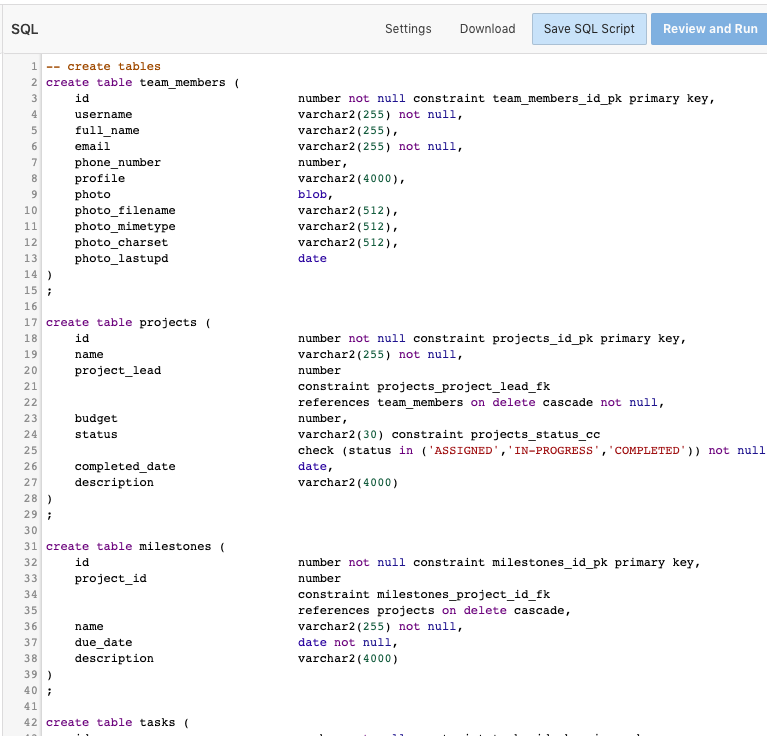 SQL Settings Download Save SQL Script Review and Run
1 -- create tables
2 create table team_members (
3 id number not null constraint team_members_id_pk primary key,
4 username varchar2(255) not null,
5 full_name varchar2(255),
6 email varchar2(255) not null,
7 phone_number number,
8 profile varchar2(4000),
9 photo blob,
10 photo_filename varchar2(512),
11 photo_mimetype varchar2(512),
12 photo_charset varchar2(512),
13 photo_lastupd date
14 )
15 ;
16
17 create table projects (
18 id number not null constraint projects_id_pk primary key,
19 name varchar2(255) not null,
20 project_lead number
21 constraint projects_project_lead_fk
22 references team_members on delete cascade not null,
23 budget number,
24 status varchar2(30) constraint projects_status_cc
25 check (status in ('ASSIGNED','IN-PROGRESS','COMPLETED')) not null
26 completed_date date,
27 description varchar2(4000)
28 )
29 ;
30
31 create table milestones (
32 id number not null constraint milestones_id_pk primary key,
33 project_id number
34 constraint milestones_project_id_fk
35 references projects on delete cascade,
36 name varchar2(255) not null,
37 due_date date not null,
38 description varchar2(4000)
39 )
40 ;
41
42 create table tasks (